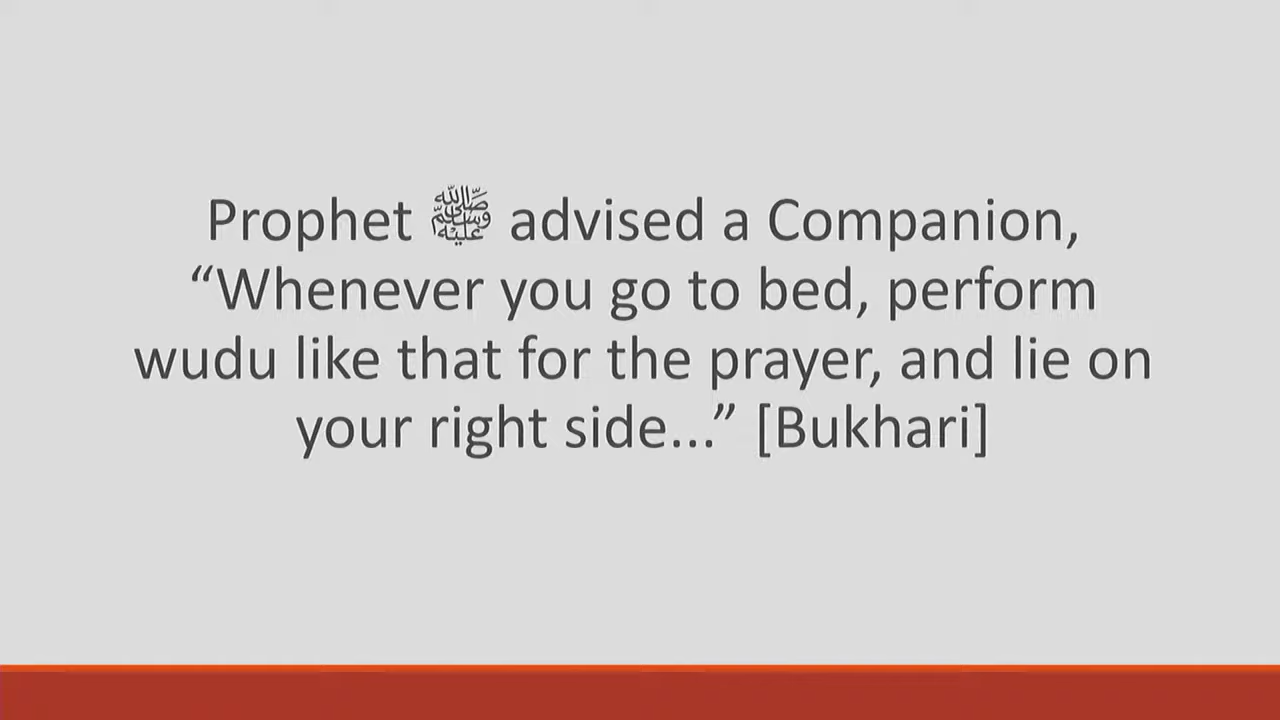 Prophet ﷺ advised a Companion,
“Whenever you go to bed, perform
wudu like that for the prayer, and lie on
your right side...” [Bukhari]